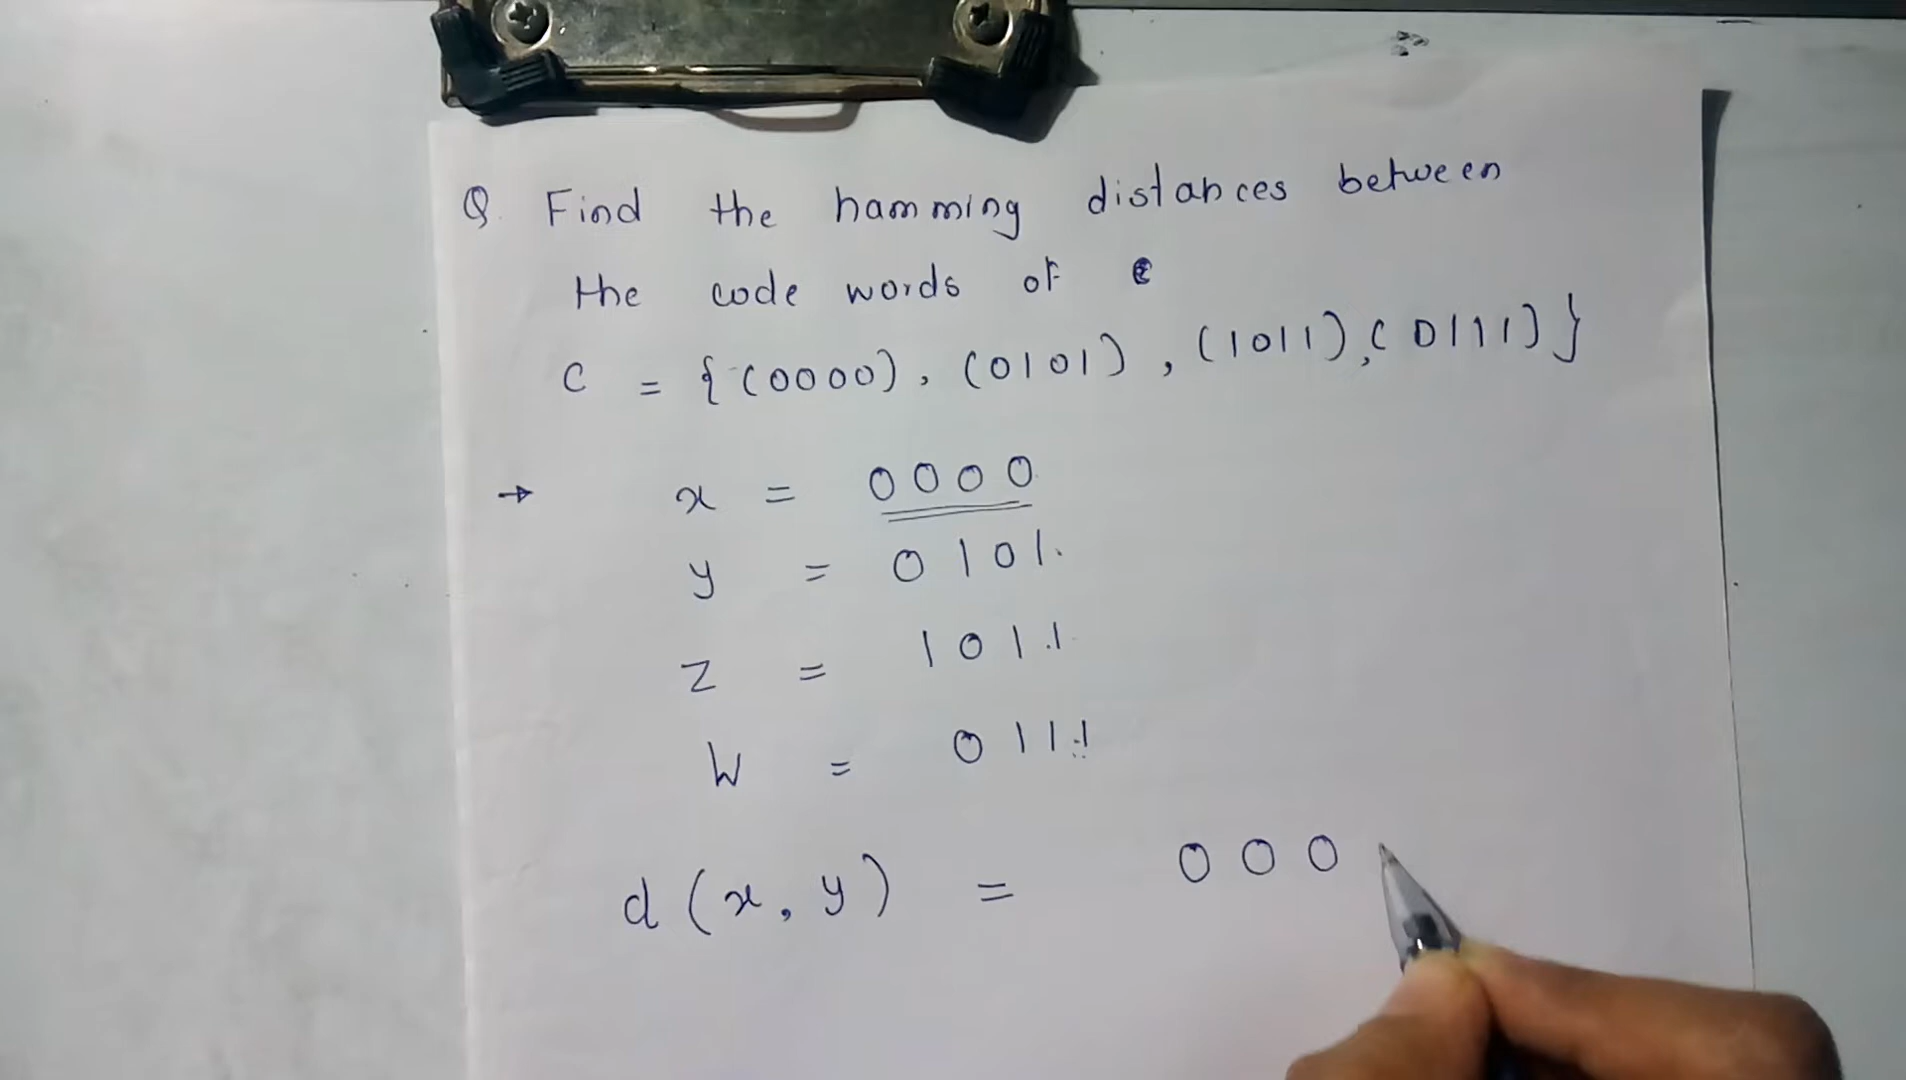 Q. Find the hamming distances between
the code words of c
C = {(0000), (0101), (1011), (0111)}
→ x = 0000
y = 0101
z = 1011
W = 0111
d(x, y) = 000